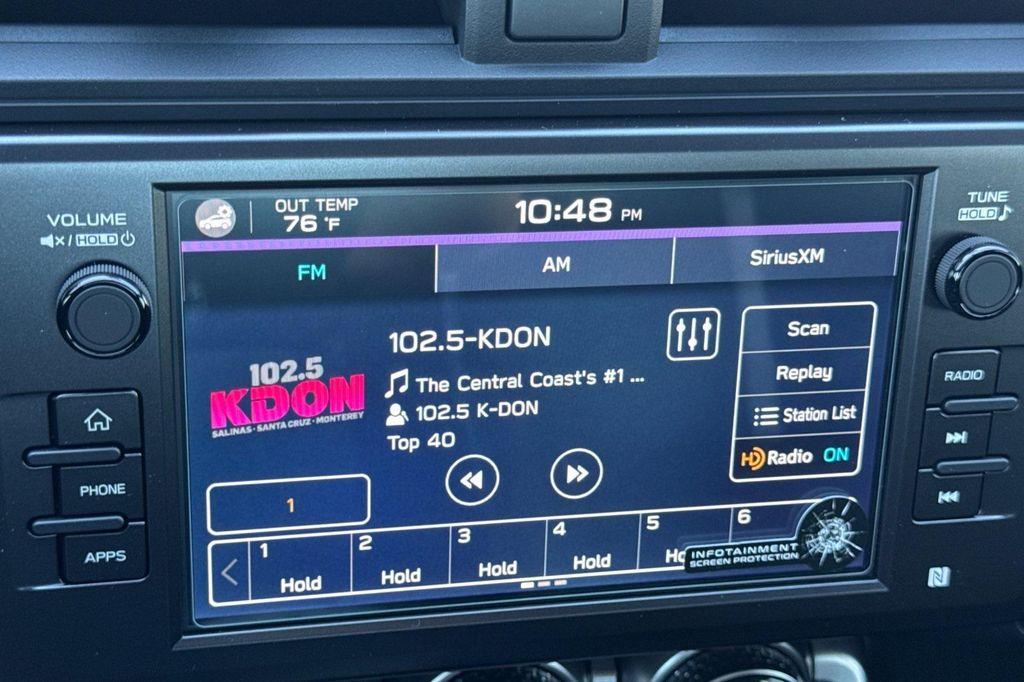 VOLUME
/ HOLD
OUT TEMP
76 °F
10:48 PM
TUNE
HOLD
FM
AM
SiriusXM
102.5-KDON
The Central Coast's #1 ...
102.5 K-DON
Top 40
102.5
KDON
SALINAS · SANTA CRUZ · MONTEREY
Scan
Replay
Station List
HD Radio ON
RADIO
PHONE
APPS
1
1 Hold
2 Hold
3 Hold
4 Hold
5 Ho
6
INFOTAINMENT
SCREEN PROTECTION
N